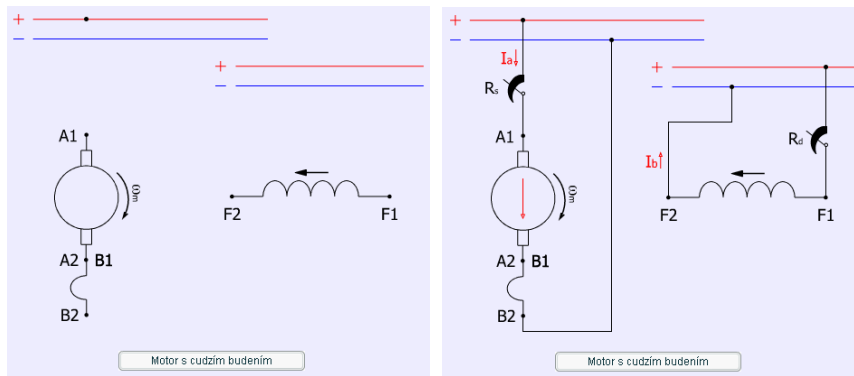 +
−
+
−
A1
ωm
F2
F1
A2 B1
B2
Motor s cudzím budením
+
−
Ia
Rs
+
−
A1
Rd
Ib
ωm
F2
F1
A2 B1
B2
Motor s cudzím budením